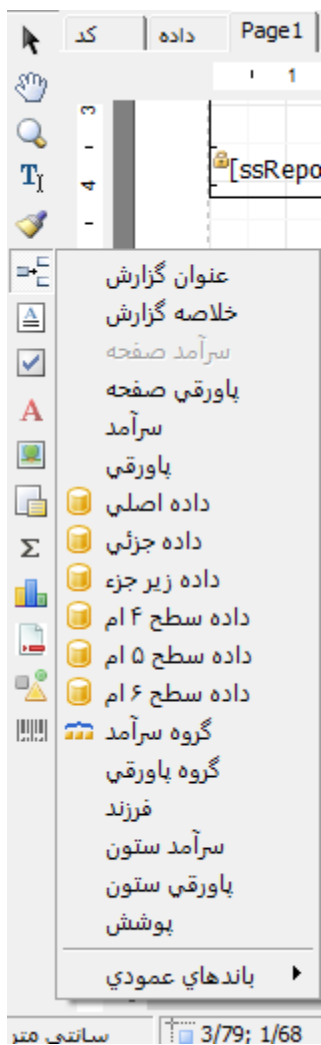 کد
داده
Page1
1
3
4
[ssRepo
عنوان گزارش
خلاصه گزارش
سرآمد صفحه
پاورقي صفحه
سرآمد
پاورقي
داده اصلي
داده جزئي
داده زير جزء
داده سطح ۴ ام
داده سطح ۵ ام
داده سطح ۶ ام
گروه سرآمد
گروه پاورقي
فرزند
سرآمد ستون
پاورقي ستون
پوشش
باندهاي عمودي
سانتي متر
3/79; 1/68